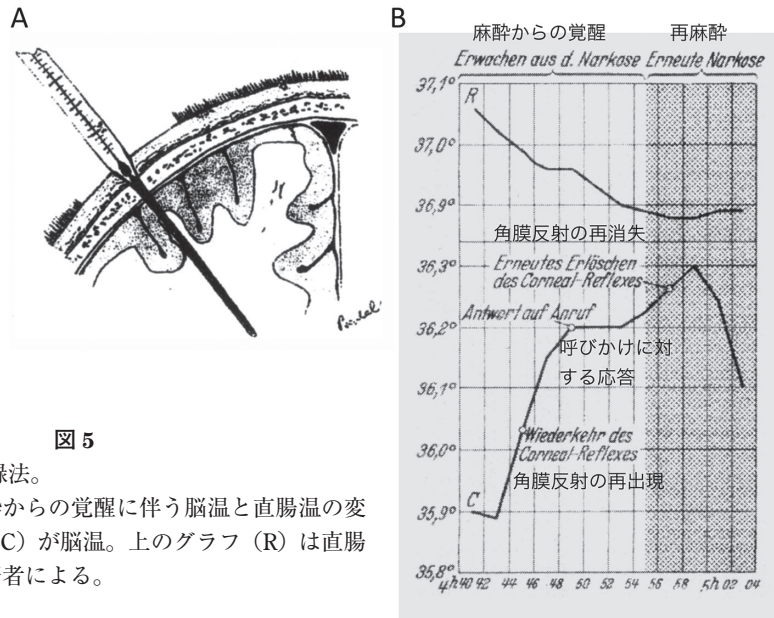 A
B
麻酔からの覚醒
再麻酔
Erwachen aus d. Narkose
Erneute Narkose
37,1°
R
37,0°
36,9°
角膜反射の再消失
Erneutes Erlöschen
des Corneal-Reflexes
36,3°
Antwort auf Anruf
36,2°
呼びかけに対
する応答
36,1°
Wiederkehr des
Corneal-Reflexes
36,0°
角膜反射の再出現
C
35,9°
35,8°
4h40 42 44 46 48 50 52 54 56 58 5h 02 04
図 5
録法。
からの覚醒に伴う脳温と直腸温の変
C）が脳温。上のグラフ（R）は直腸
者による。